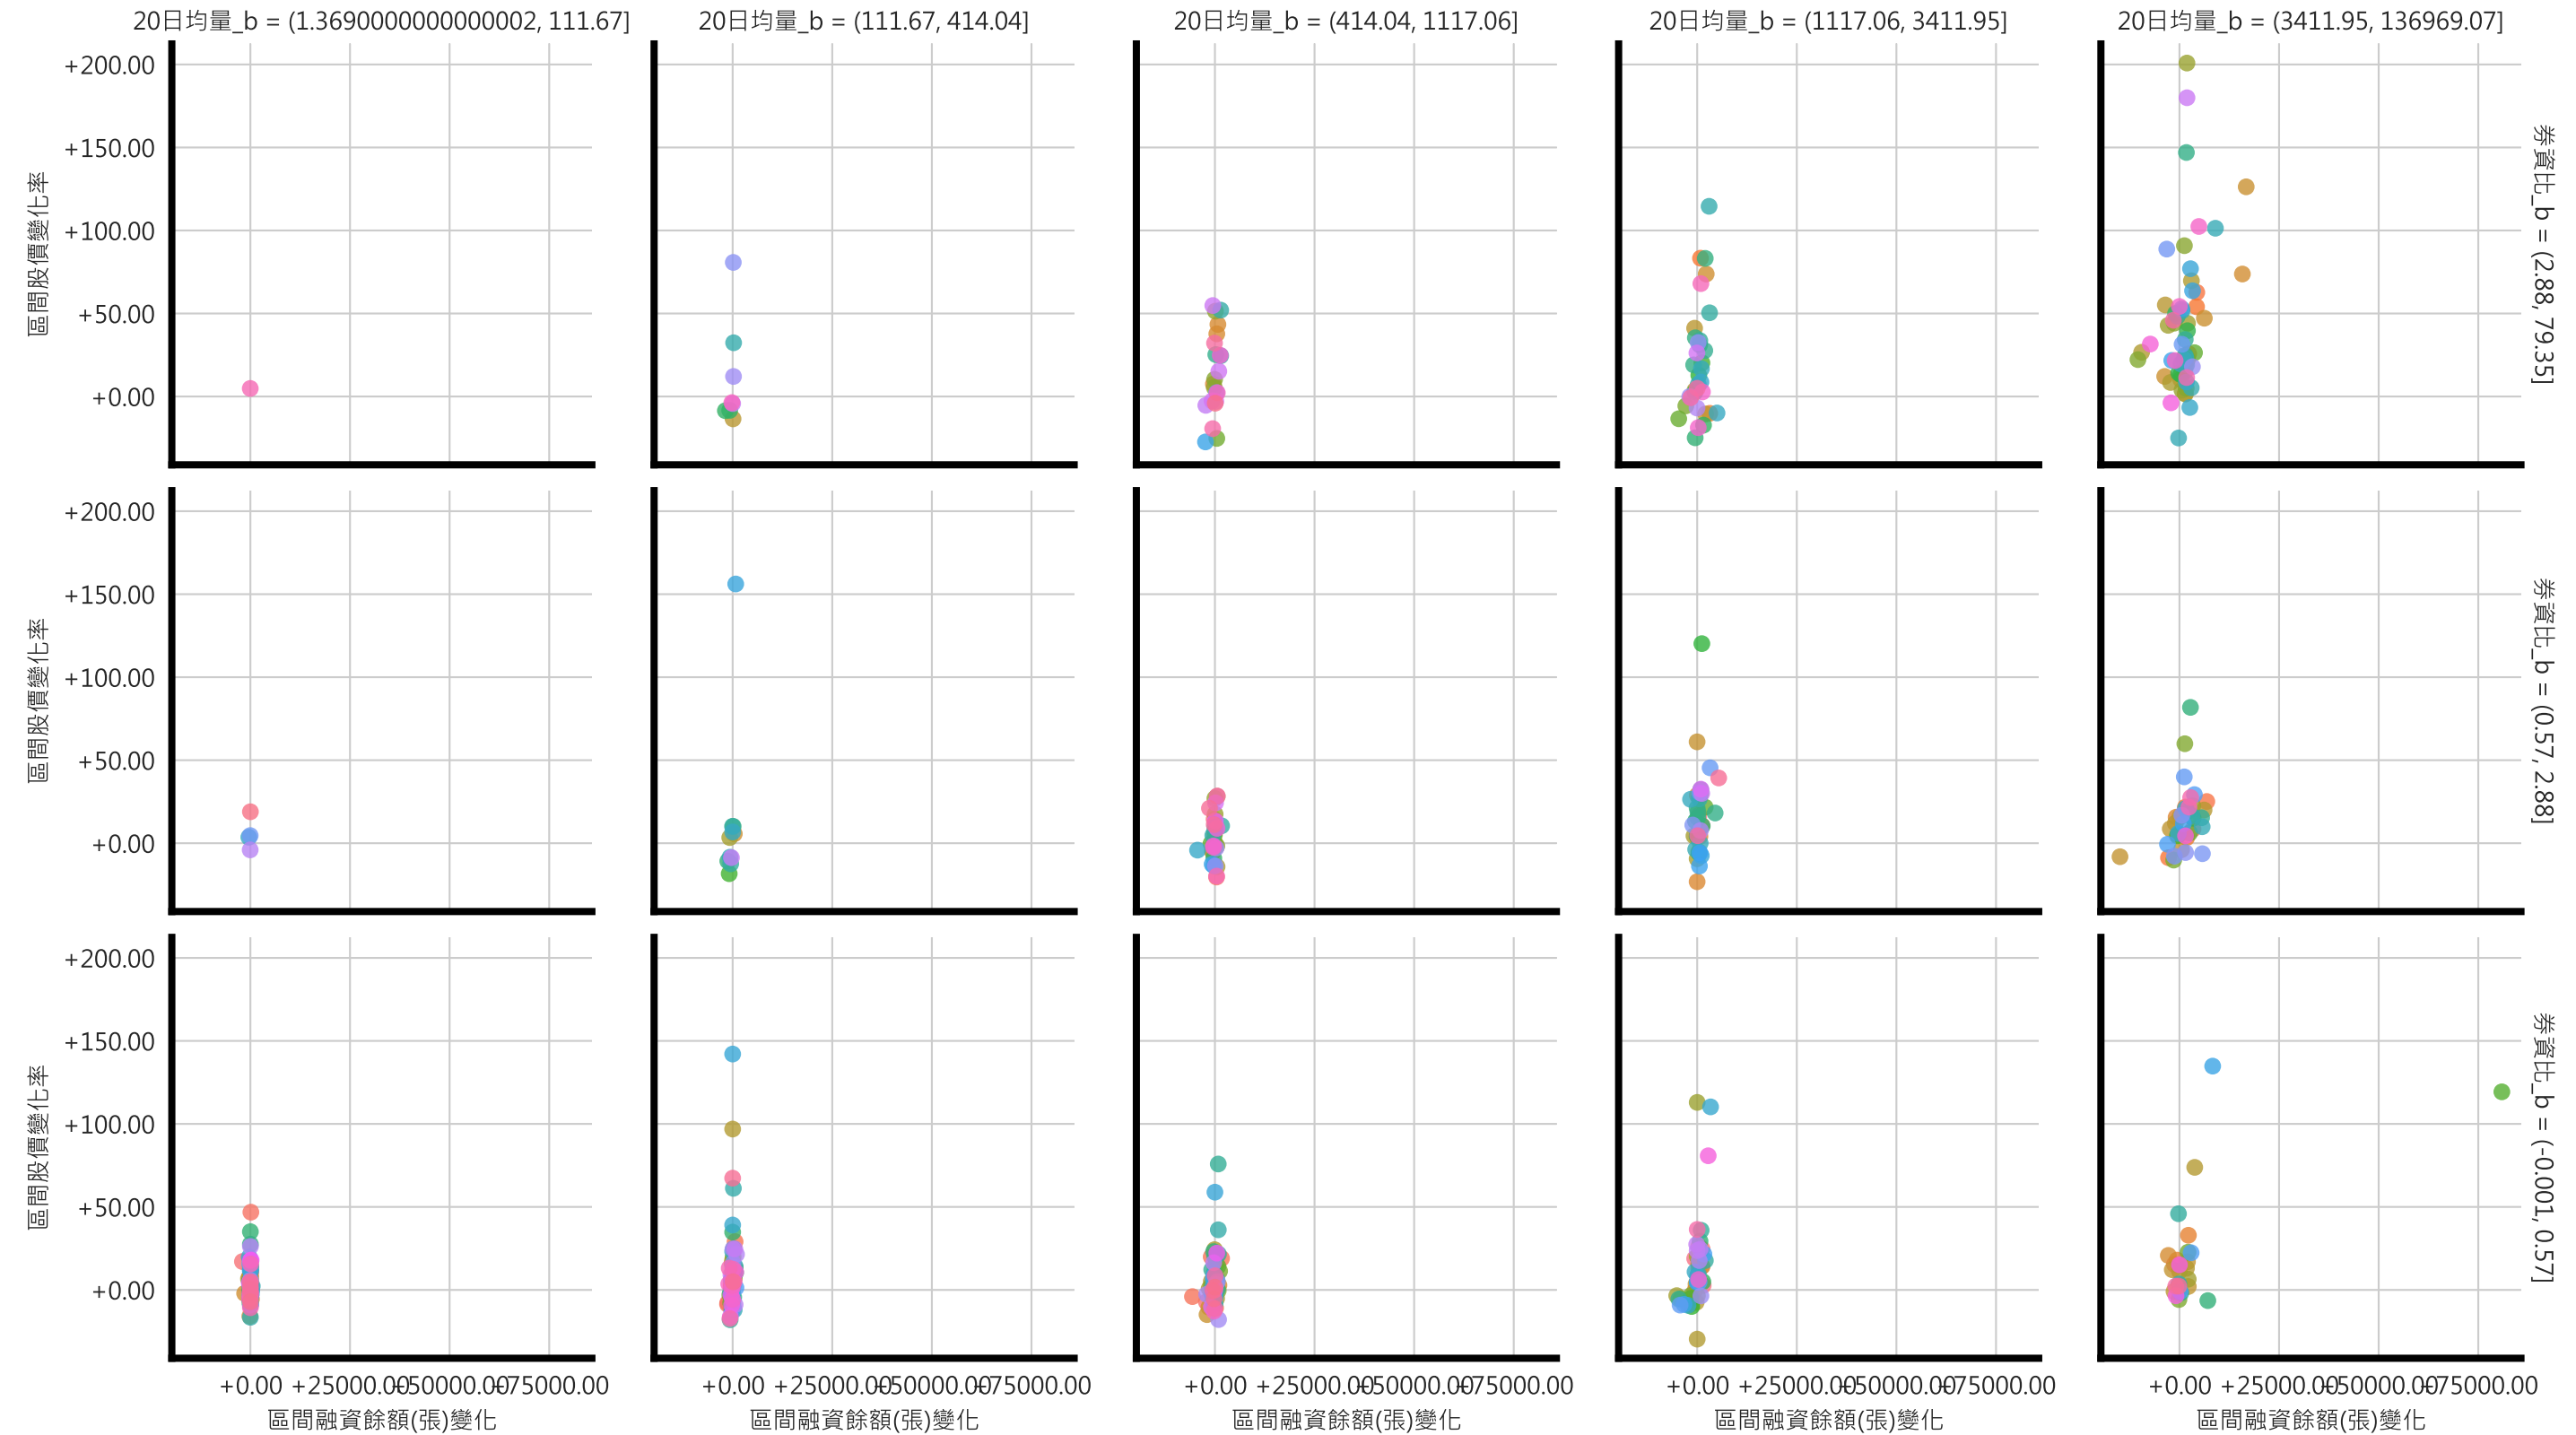 20日均量_b = (1.3690000000000002, 111.67]
20日均量_b = (111.67, 414.04]
20日均量_b = (414.04, 1117.06]
20日均量_b = (1117.06, 3411.95]
20日均量_b = (3411.95, 136969.07]
+200.00
+150.00
+100.00
+50.00
+0.00
區間股價變化率
券資比_b = (2.88, 79.35]
+200.00
+150.00
+100.00
+50.00
+0.00
區間股價變化率
券資比_b = (0.57, 2.88]
+200.00
+150.00
+100.00
+50.00
+0.00
區間股價變化率
券資比_b = (-0.001, 0.57]
+0.00 +25000.00 +50000.00 +75000.00
+0.00 +25000.00 +50000.00 +75000.00
+0.00 +25000.00 +50000.00 +75000.00
+0.00 +25000.00 +50000.00 +75000.00
+0.00 +25000.00 +50000.00 +75000.00
區間融資餘額(張)變化
區間融資餘額(張)變化
區間融資餘額(張)變化
區間融資餘額(張)變化
區間融資餘額(張)變化